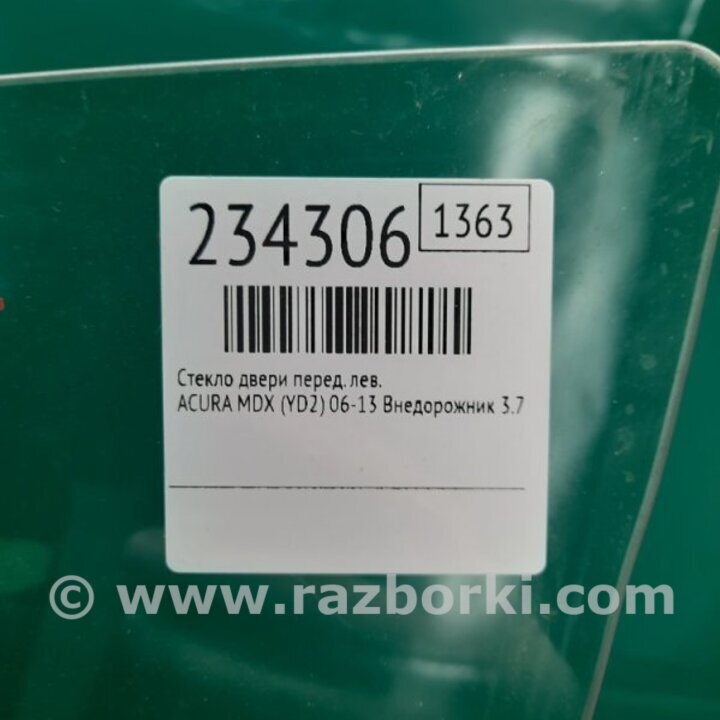 234306 1363
Стекло двери перед. лев.
ACURA MDX (YD2) 06-13 Внедорожник 3.7
© www.razborki.com